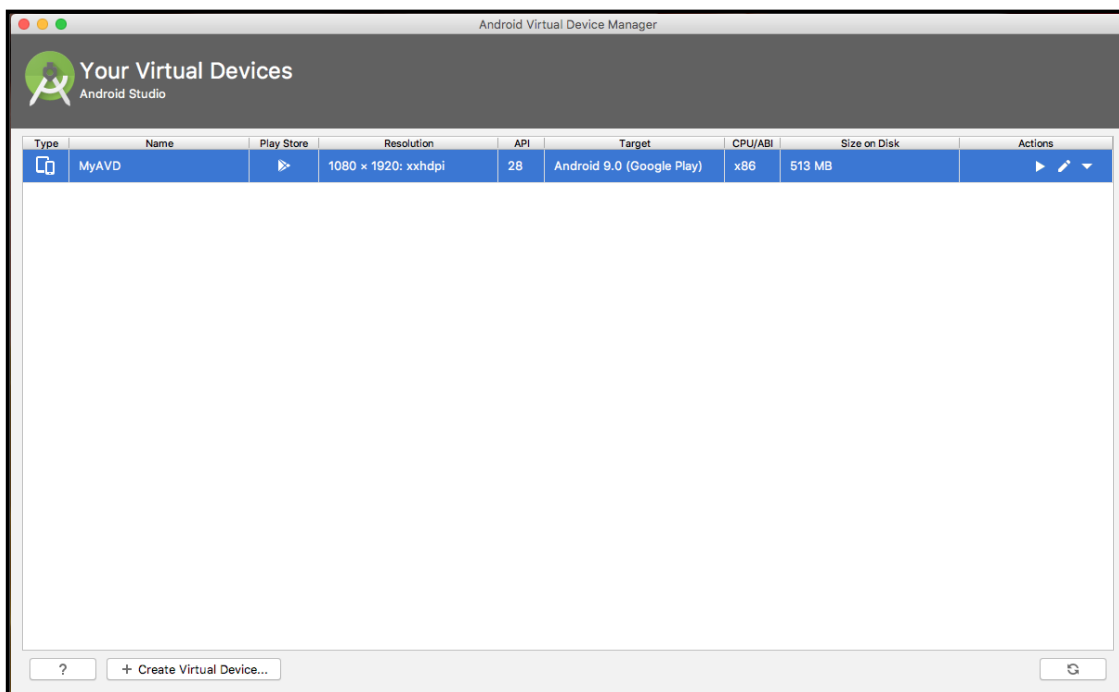 Android Virtual Device Manager
Your Virtual Devices
Android Studio
Type Name Play Store Resolution API Target CPU/ABI Size on Disk Actions
MyAVD 1080 × 1920: xxhdpi 28 Android 9.0 (Google Play) x86 513 MB
? + Create Virtual Device...